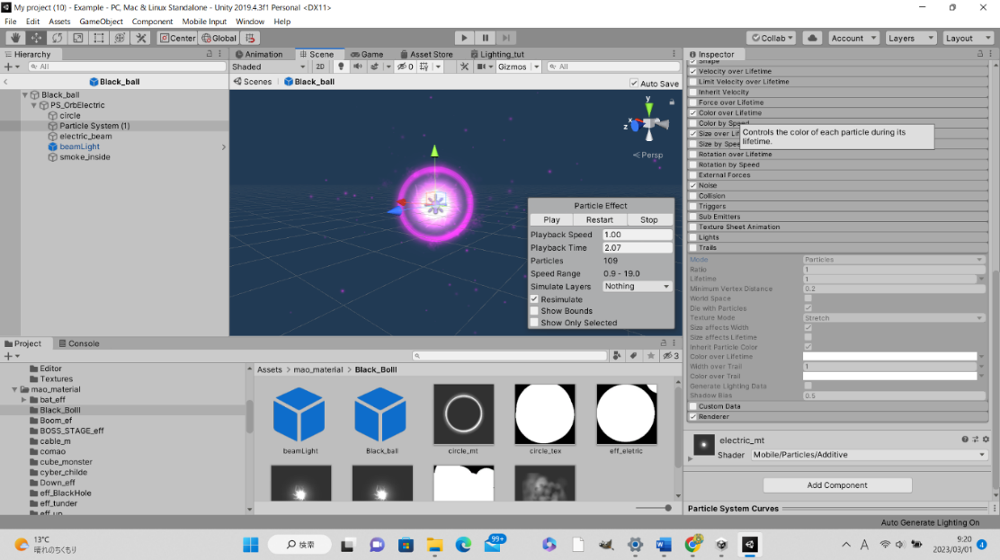 My project (10) - Example - PC, Mac & Linux Standalone - Unity 2019.4.3f1 Personal <DX11>
File Edit Assets GameObject Component Mobile Input Window Help
Center Global Collab Account Layers Layout
Hierarchy
All
Black_ball
Black_ball
PS_OrbElectric
circle
Particle System (1)
electric_beam
beamLight
smoke_inside
Animation Scene Game Asset Store Lighting_tut
Shaded 2D 0 Gizmos All
Scenes Black_ball Auto Save
y
x
z
Persp
Particle Effect
Play Restart Stop
Playback Speed 1.00
Playback Time 2.07
Particles 109
Speed Range 0.9 - 19.0
Simulate Layers Nothing
Resimulate
Show Bounds
Show Only Selected
Inspector
Shape
Velocity over Lifetime
Limit Velocity over Lifetime
Inherit Velocity
Force over Lifetime
Color over Lifetime
Color by Speed
Size over Lif
Size by Spee
Controls the color of each particle during its
lifetime.
Rotation over Lifetime
Rotation by Speed
External Forces
Noise
Collision
Triggers
Sub Emitters
Texture Sheet Animation
Lights
Trails
Mode Particles
Ratio 1
Lifetime 1
Minimum Vertex Distance 0.2
World Space
Die with Particles
Texture Mode Stretch
Size affects Width
Size affects Lifetime
Inherit Particle Color
Color over Lifetime
Width over Trail 1
Color over Trail
Generate Lighting Data
Shadow Bias 0.5
Custom Data
Renderer
electric_mt
Shader Mobile/Particles/Additive
Add Component
Particle System Curves
Project Console
3
Editor
Textures
mao_material
bat_eff
Black_Bolll
Boom_ef
BOSS_STAGE_eff
cable_m
comao
cube_monster
cyber_childe
Down_eff
eff_BlackHole
eff_tunder
eff_up
Assets > mao_material > Black_Bolll
beamLight Black_ball circle_mt circle_tex eff_eletric
Auto Generate Lighting On
13°C
晴れのちくもり
検索
99+
A
9:20
2023/03/01
4